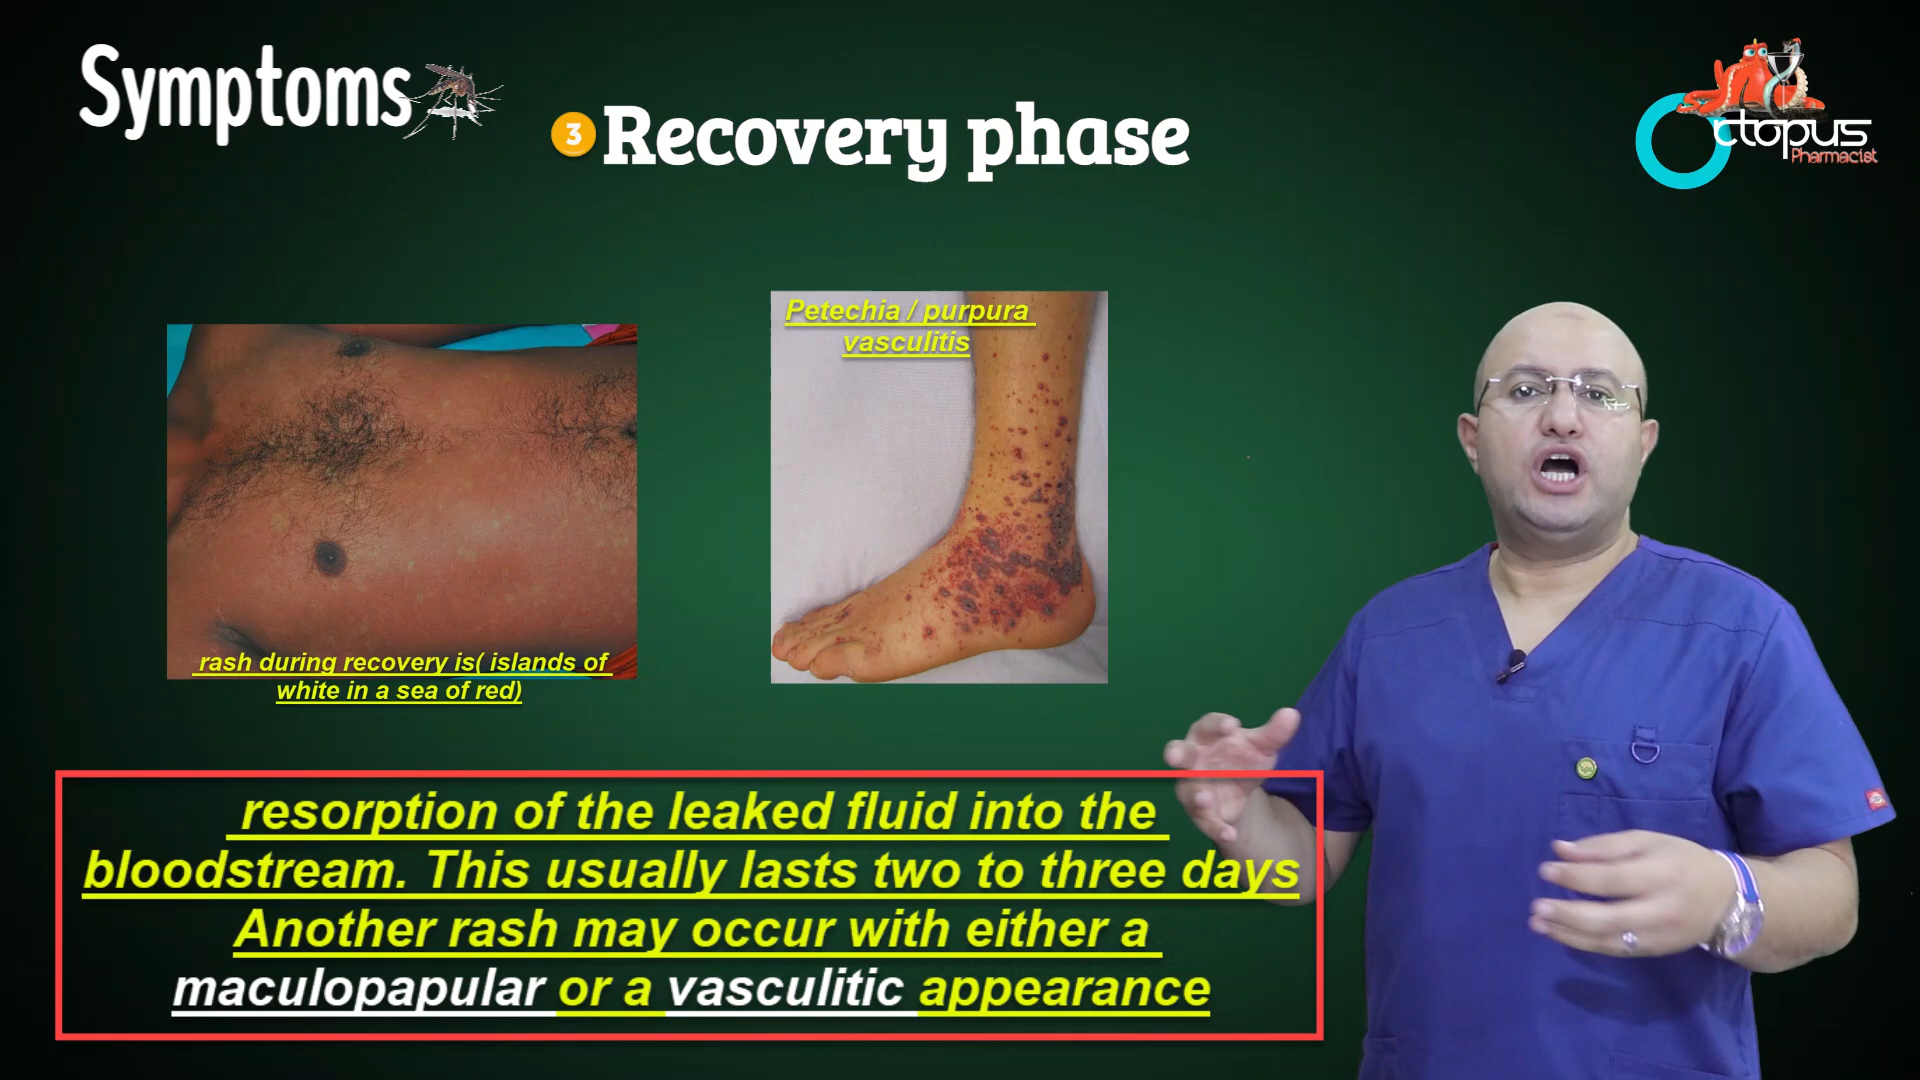 Symptoms
3 Recovery phase
ctopus
Pharmacist
Petechia / purpura
vasculitis
rash during recovery is( islands of
white in a sea of red)
resorption of the leaked fluid into the
bloodstream. This usually lasts two to three days
Another rash may occur with either a
maculopapular or a vasculitic appearance